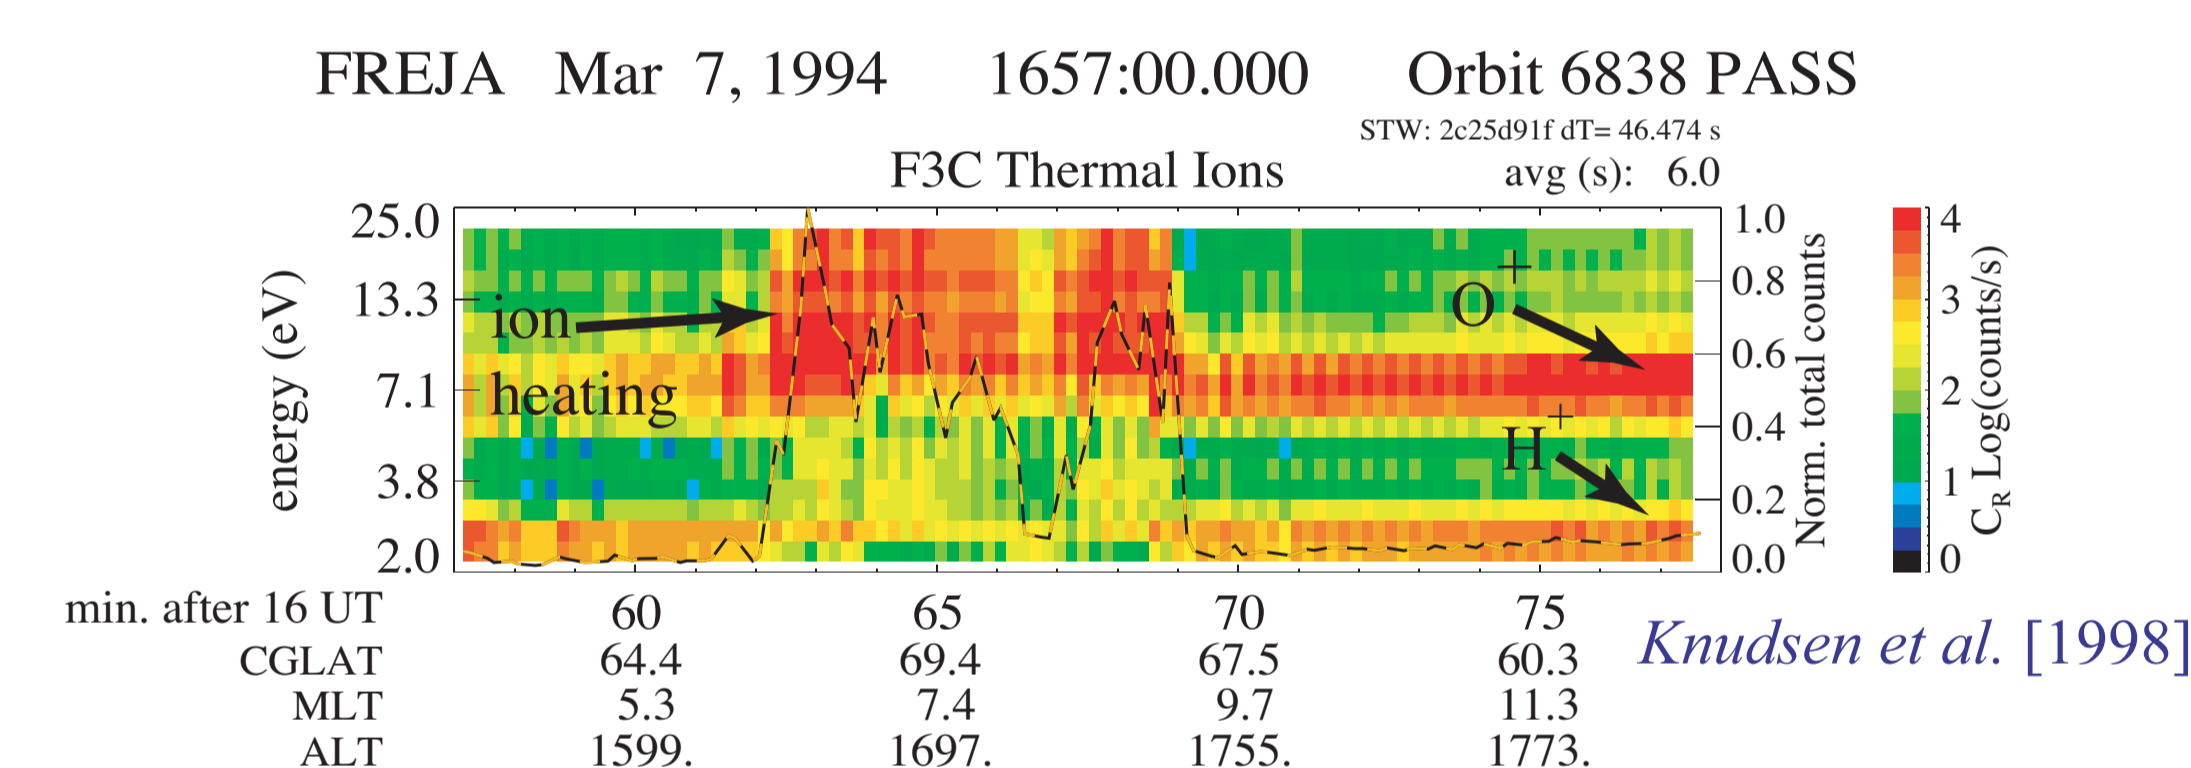 FREJA Mar 7, 1994 1657:00.000 Orbit 6838 PASS
STW: 2c25d91f dT= 46.474 s
F3C Thermal Ions avg (s): 6.0
energy (eV)
25.0
13.3
7.1
3.8
2.0
ion
heating
O+
H+
1.0
0.8
0.6
0.4
0.2
0.0
Norm. total counts
4
3
2
1
0
CR Log(counts/s)
min. after 16 UT 60 65 70 75
CGLAT 64.4 69.4 67.5 60.3
MLT 5.3 7.4 9.7 11.3
ALT 1599. 1697. 1755. 1773.
Knudsen et al. [1998]